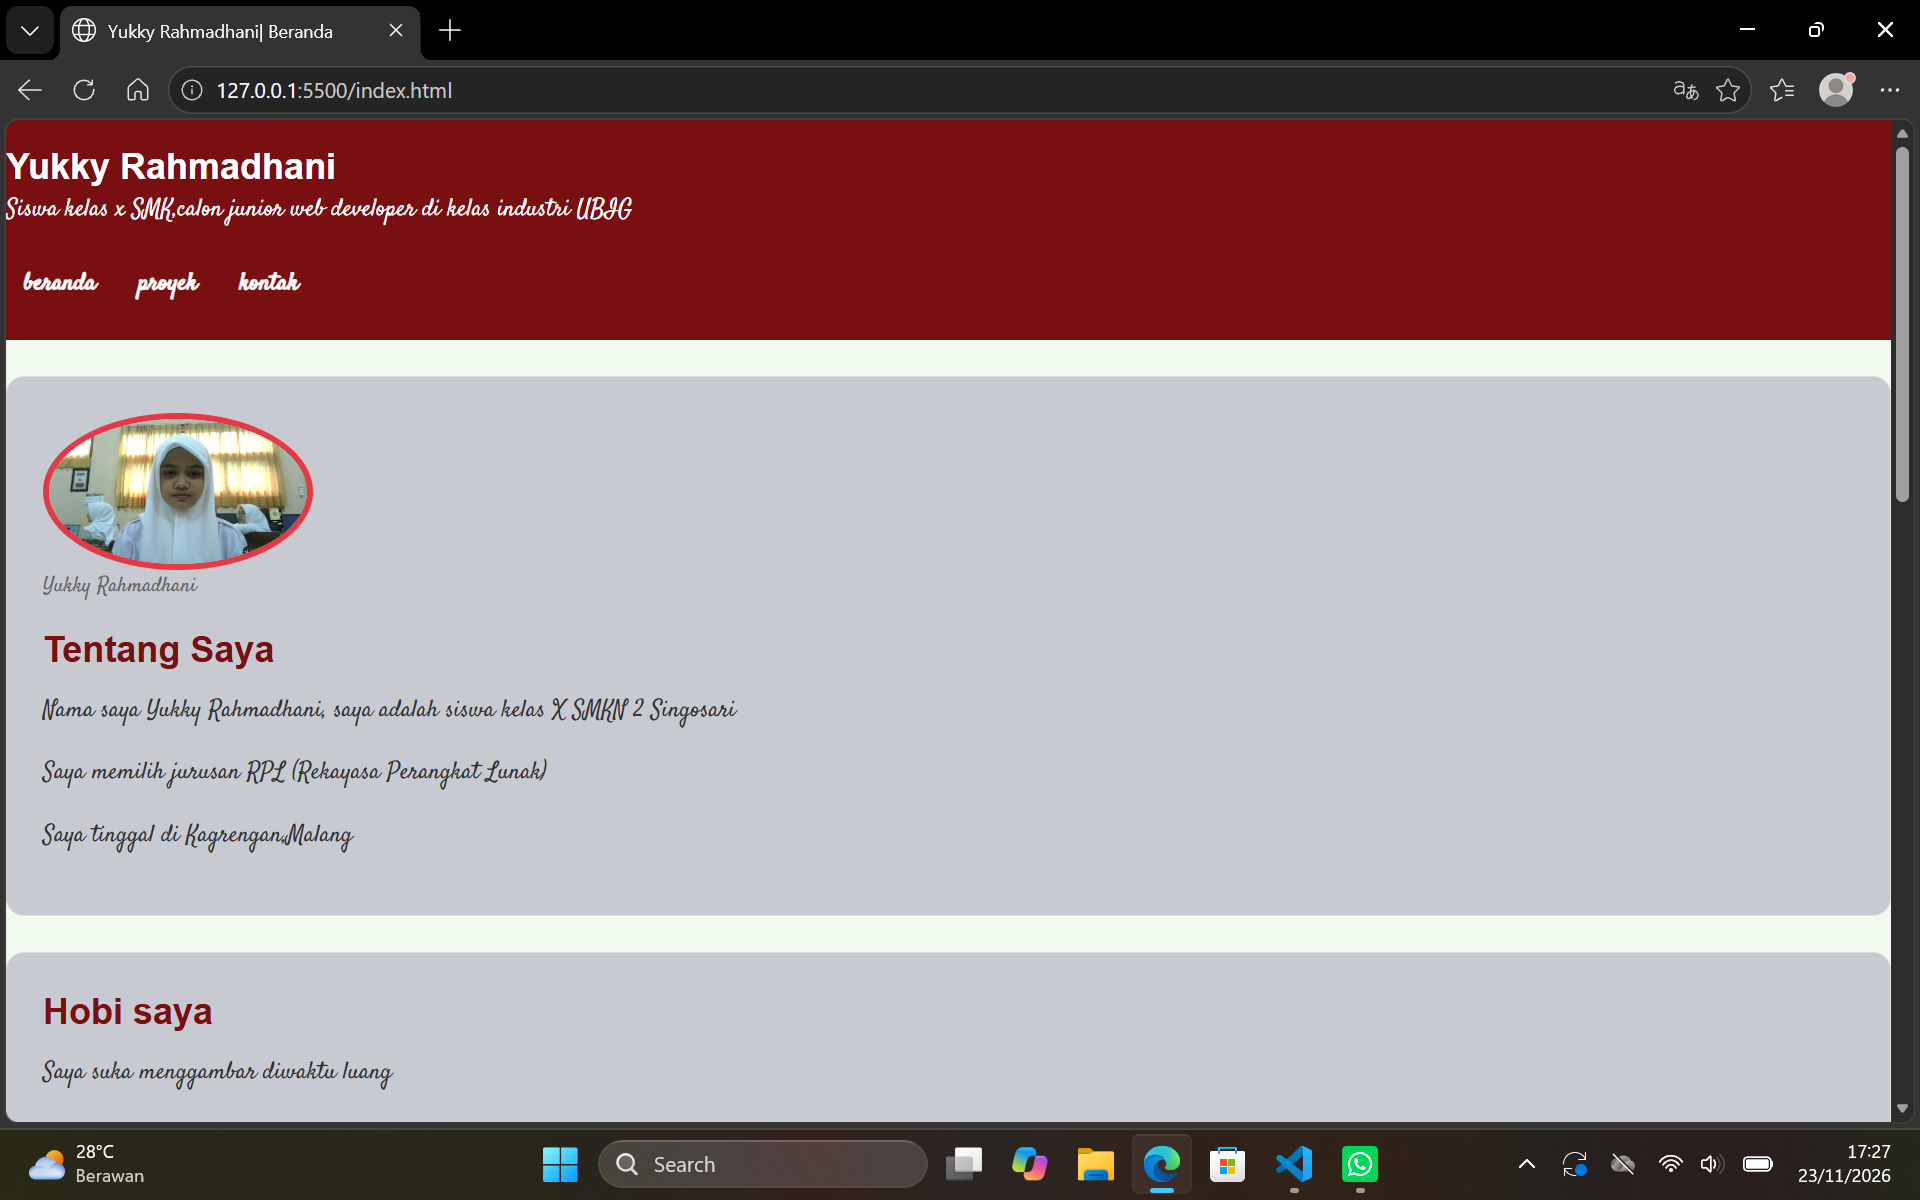 Yukky Rahmadhani| Beranda
127.0.0.1:5500/index.html
Yukky Rahmadhani
Siswa kelas x SMK,calon junior web developer di kelas industri UBIG
beranda proyek kontak
Yukky Rahmadhani
Tentang Saya
Nama saya Yukky Rahmadhani, saya adalah siswa kelas X SMKN 2 Singosari
Saya memilih jurusan RPL (Rekayasa Perangkat Lunak)
Saya tinggal di Kagrengan,Malang
Hobi saya
Saya suka menggambar diwaktu luang
28°C
Berawan
Search
17:27
23/11/2026